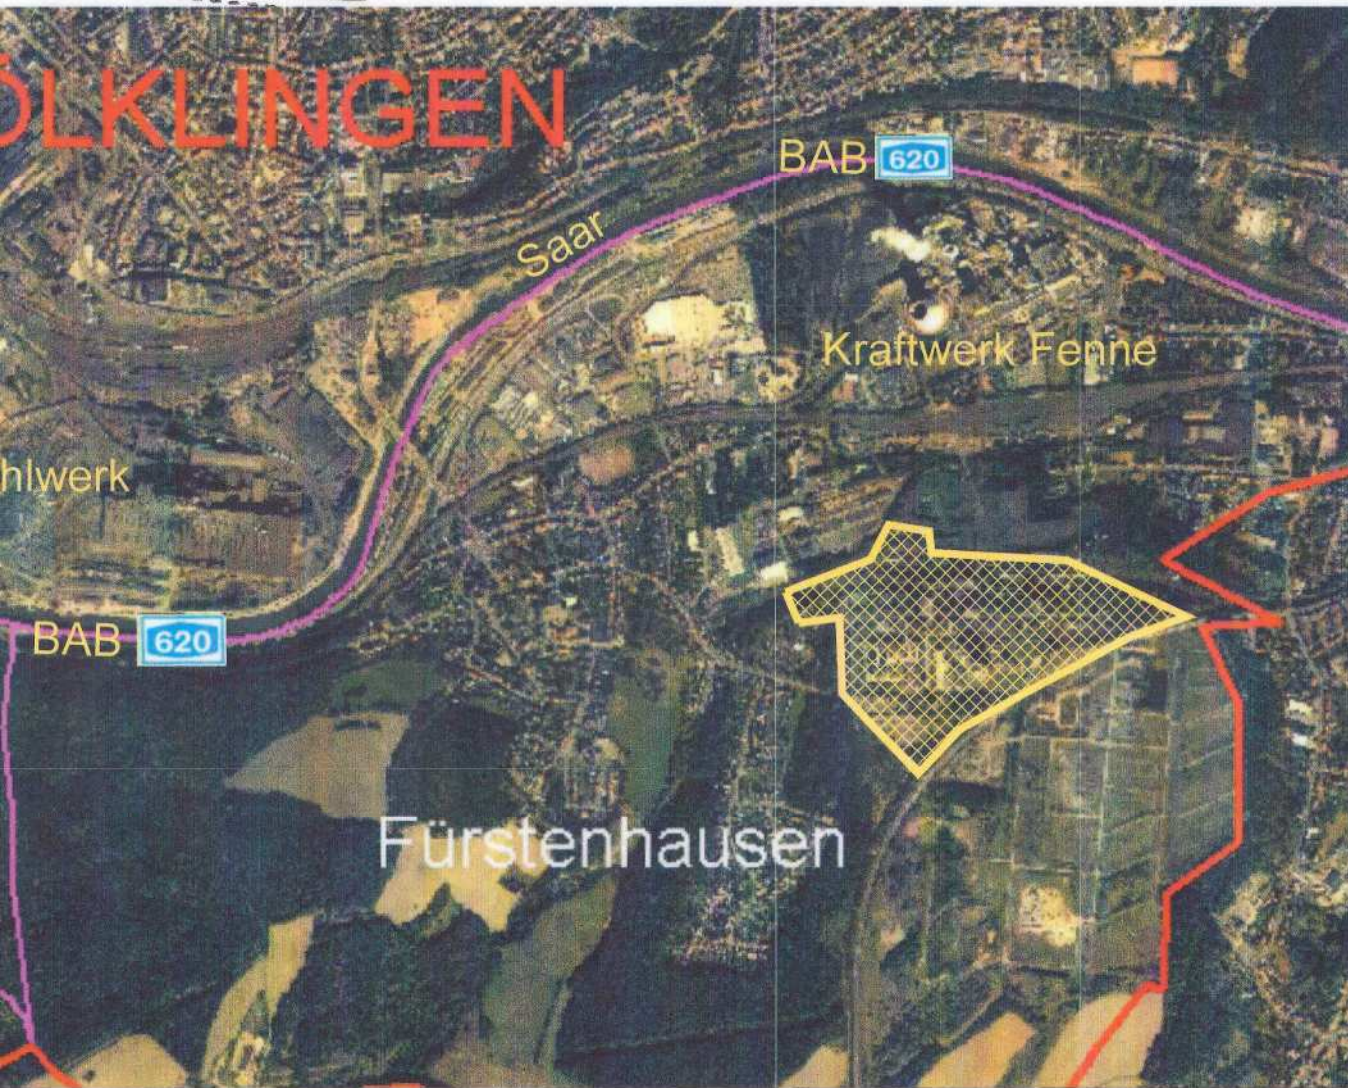 ÖLKLINGEN
BAB 620
Saar
Kraftwerk Fenne
hlwerk
BAB 620
Fürstenhausen